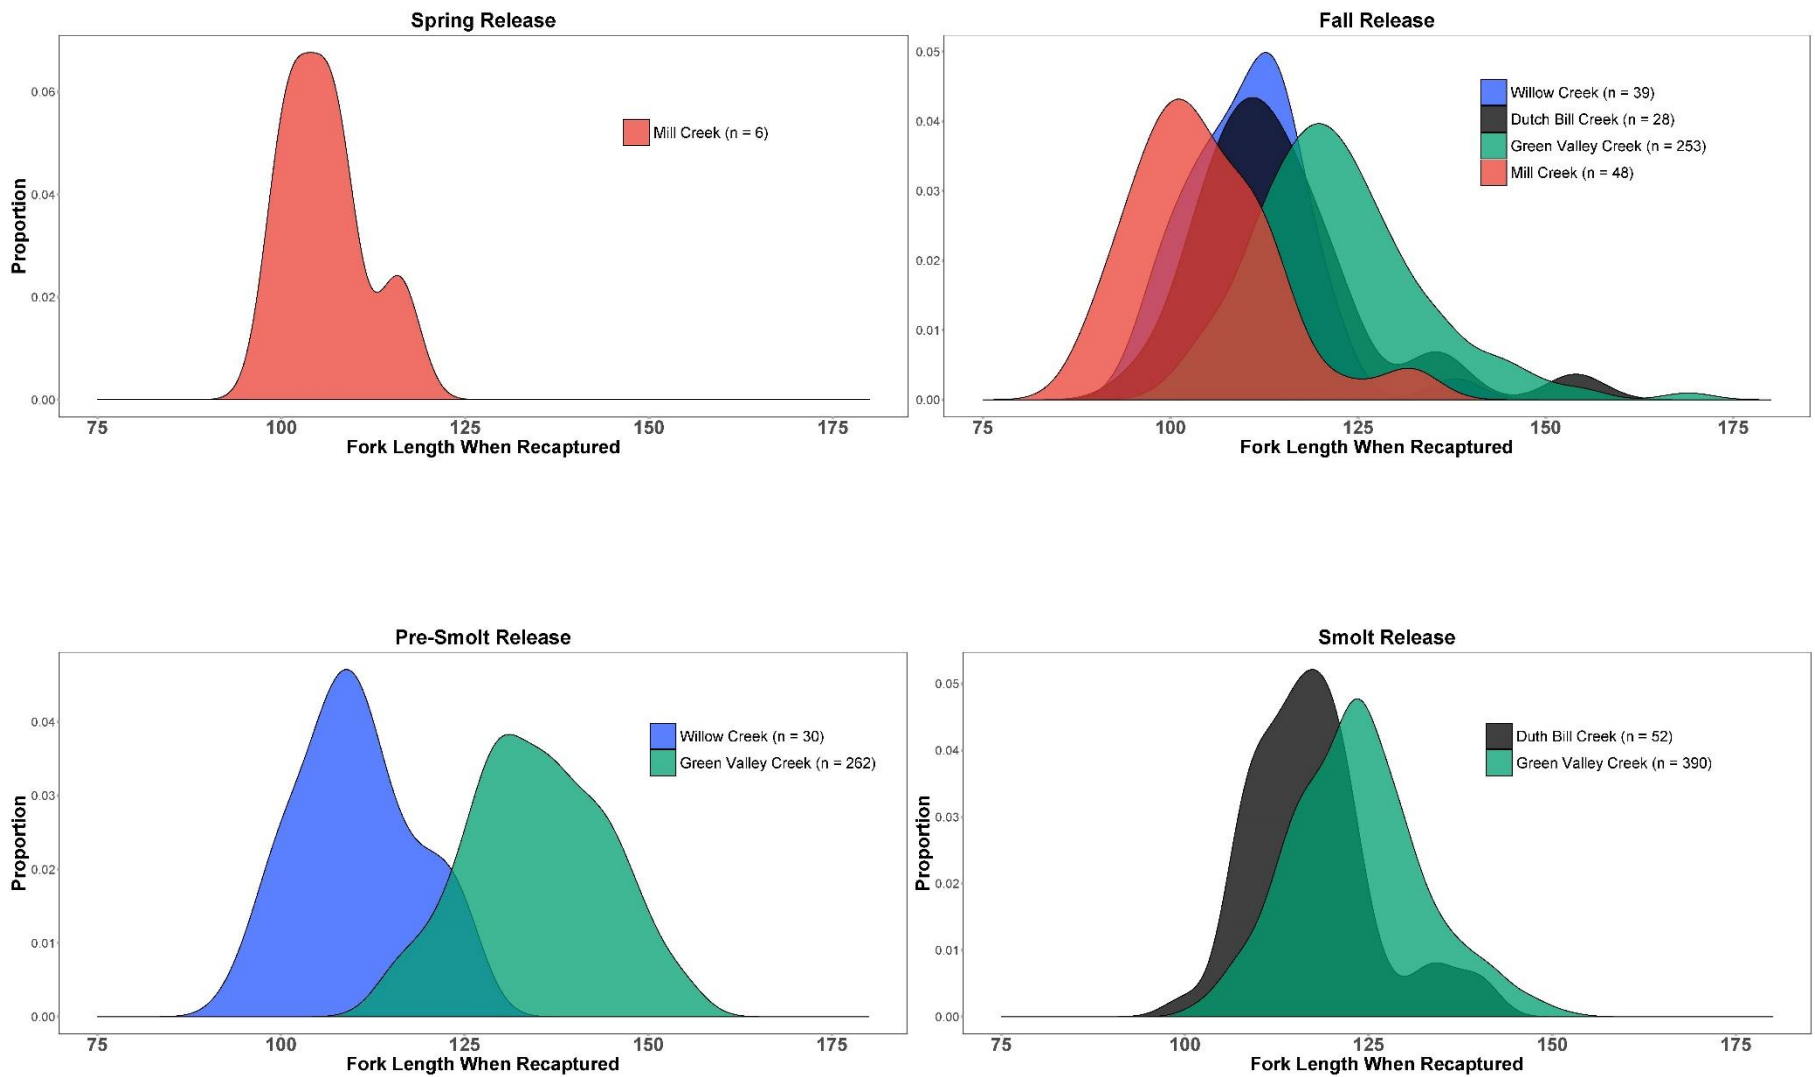 Spring Release
Proportion
0.06
0.04
0.02
0.00
Mill Creek (n = 6)
75 100 125 150 175
Fork Length When Recaptured
Fall Release
0.05
0.04
0.03
0.02
0.01
0.00
Willow Creek (n = 39)
Dutch Bill Creek (n = 28)
Green Valley Creek (n = 253)
Mill Creek (n = 48)
75 100 125 150 175
Fork Length When Recaptured
Pre-Smolt Release
Proportion
0.04
0.03
0.02
0.01
0.00
Willow Creek (n = 30)
Green Valley Creek (n = 262)
75 100 125 150 175
Fork Length When Recaptured
Smolt Release
Proportion
0.05
0.04
0.03
0.02
0.01
0.00
Duth Bill Creek (n = 52)
Green Valley Creek (n = 390)
75 100 125 150 175
Fork Length When Recaptured